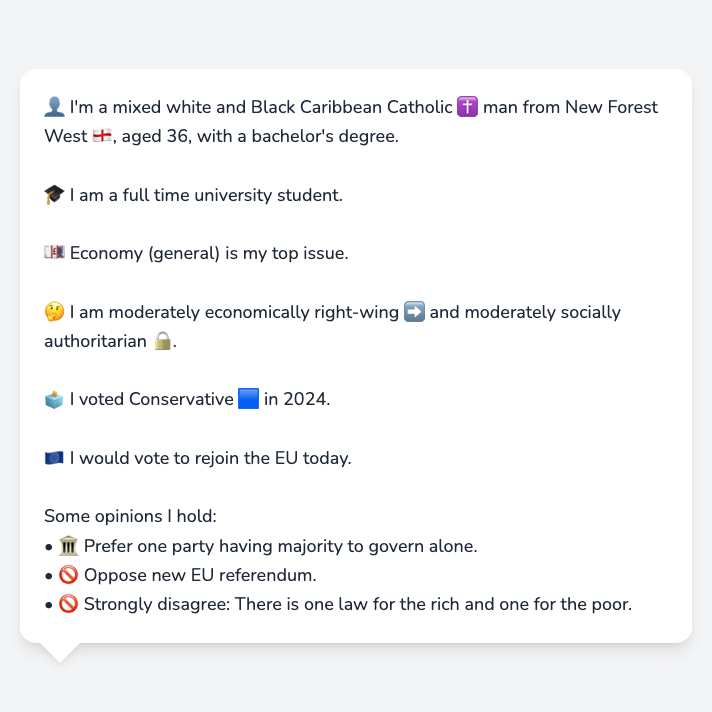 👤 I'm a mixed white and Black Caribbean Catholic ✝️ man from New Forest
West 🏴󠁧󠁢󠁥󠁮󠁧󠁿, aged 36, with a bachelor's degree.
🎓 I am a full time university student.
💷 Economy (general) is my top issue.
🤔 I am moderately economically right-wing ➡️ and moderately socially
authoritarian 🔒.
🗳️ I voted Conservative 🟦 in 2024.
🇪🇺 I would vote to rejoin the EU today.
Some opinions I hold:
• 🏛️ Prefer one party having majority to govern alone.
• 🚫 Oppose new EU referendum.
• 🚫 Strongly disagree: There is one law for the rich and one for the poor.